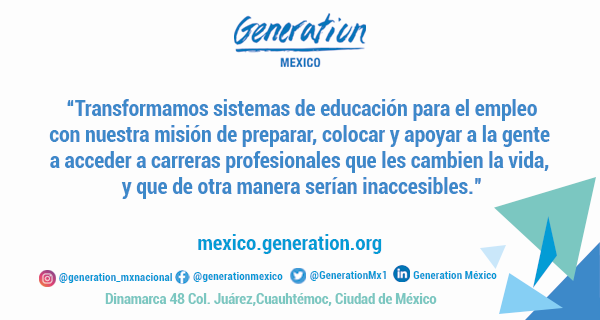 Generation
MEXICO
“Transformamos sistemas de educación para el empleo
con nuestra misión de preparar, colocar y apoyar a la gente
a acceder a carreras profesionales que les cambien la vida,
y que de otra manera serían inaccesibles.”
mexico.generation.org
@generation_mxnacional @generationmexico @GenerationMx1 Generation México
Dinamarca 48 Col. Juárez,Cuauhtémoc, Ciudad de México